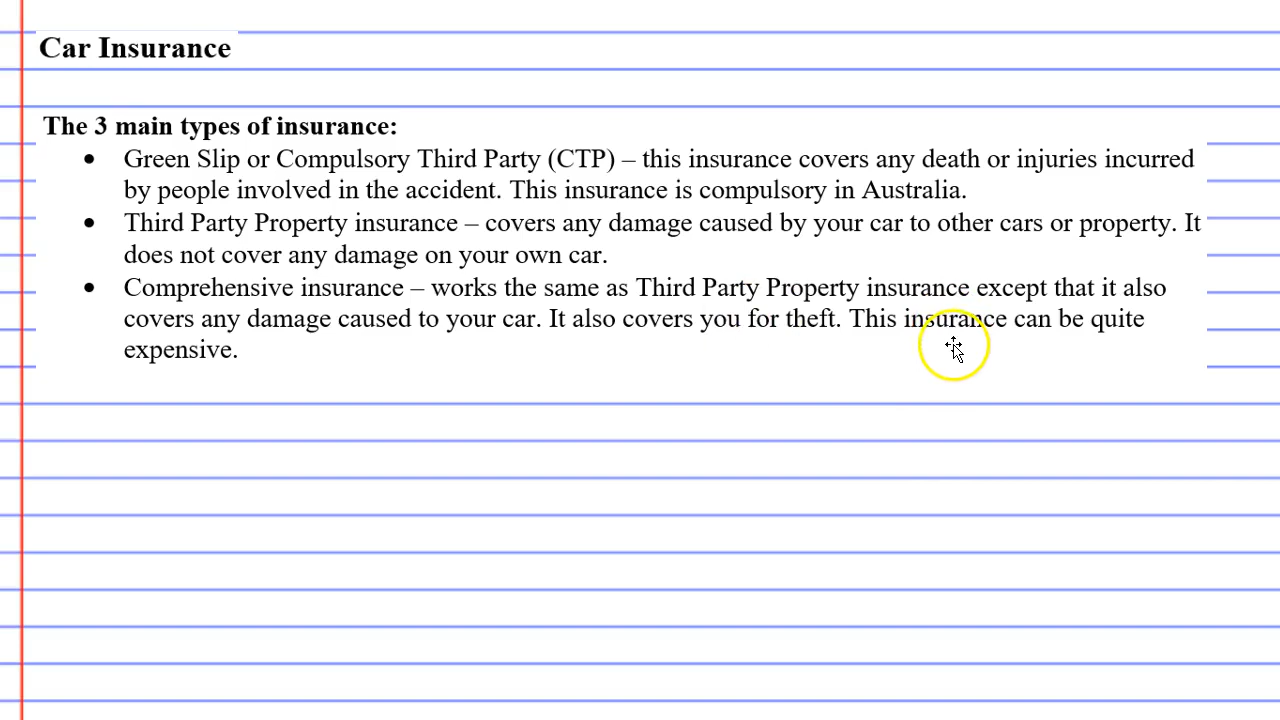 Car Insurance
The 3 main types of insurance:
• Green Slip or Compulsory Third Party (CTP) – this insurance covers any death or injuries incurred
by people involved in the accident. This insurance is compulsory in Australia.
• Third Party Property insurance – covers any damage caused by your car to other cars or property. It
does not cover any damage on your own car.
• Comprehensive insurance – works the same as Third Party Property insurance except that it also
covers any damage caused to your car. It also covers you for theft. This insurance can be quite
expensive.